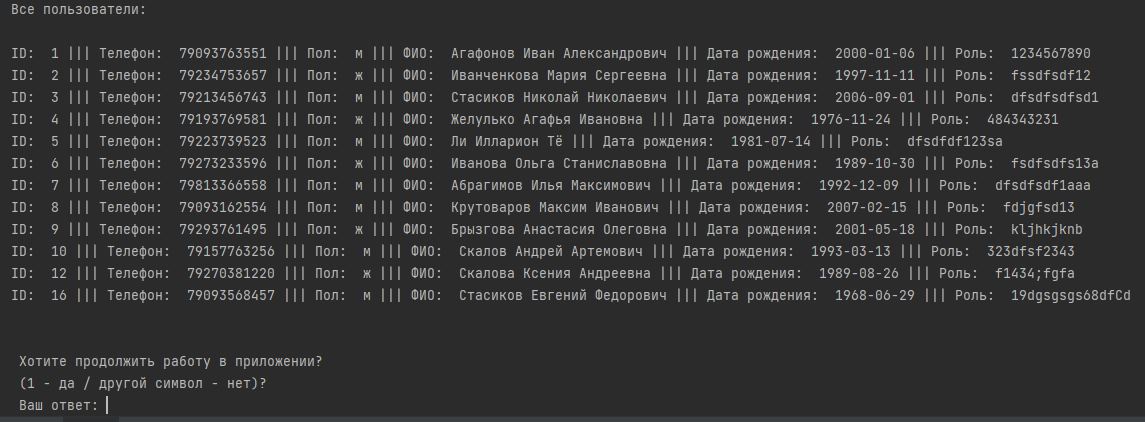 Все пользователи:
ID:  1 ||| Телефон:  79093763551 ||| Пол:  м ||| ФИО:  Агафонов Иван Александрович ||| Дата рождения:  2000-01-06 ||| Роль:  1234567890
ID:  2 ||| Телефон:  79234753657 ||| Пол:  ж ||| ФИО:  Иванченкова Мария Сергеевна ||| Дата рождения:  1997-11-11 ||| Роль:  fssdfsdf12
ID:  3 ||| Телефон:  79213456743 ||| Пол:  м ||| ФИО:  Стасиков Николай Николаевич ||| Дата рождения:  2006-09-01 ||| Роль:  dfsdfsdfsd1
ID:  4 ||| Телефон:  79193769581 ||| Пол:  ж ||| ФИО:  Желулько Агафья Ивановна ||| Дата рождения:  1976-11-24 ||| Роль:  484343231
ID:  5 ||| Телефон:  79223739523 ||| Пол:  м ||| ФИО:  Ли Илларион Тё ||| Дата рождения:  1981-07-14 ||| Роль:  dfsdfdf123sa
ID:  6 ||| Телефон:  79273233596 ||| Пол:  ж ||| ФИО:  Иванова Ольга Станиславовна ||| Дата рождения:  1989-10-30 ||| Роль:  fsdfsdfs13a
ID:  7 ||| Телефон:  79813366558 ||| Пол:  м ||| ФИО:  Абрагимов Илья Максимович ||| Дата рождения:  1992-12-09 ||| Роль:  dfsdfsdf1aaa
ID:  8 ||| Телефон:  79093162554 ||| Пол:  м ||| ФИО:  Крутоваров Максим Иванович ||| Дата рождения:  2007-02-15 ||| Роль:  fdjgfsd13
ID:  9 ||| Телефон:  79293761495 ||| Пол:  ж ||| ФИО:  Брызгова Анастасия Олеговна ||| Дата рождения:  2001-05-18 ||| Роль:  kljhkjknb
ID:  10 ||| Телефон:  79157763256 ||| Пол:  м ||| ФИО:  Скалов Андрей Артемович ||| Дата рождения:  1993-03-13 ||| Роль:  323dfsf2343
ID:  12 ||| Телефон:  79270381220 ||| Пол:  ж ||| ФИО:  Скалова Ксения Андреевна ||| Дата рождения:  1989-08-26 ||| Роль:  f1434;fgfa
ID:  16 ||| Телефон:  79093568457 ||| Пол:  м ||| ФИО:  Стасиков Евгений Федорович ||| Дата рождения:  1968-06-29 ||| Роль:  19dgsgsgs68dfCd
Хотите продолжить работу в приложении?
(1 - да / другой символ - нет)?
Ваш ответ: